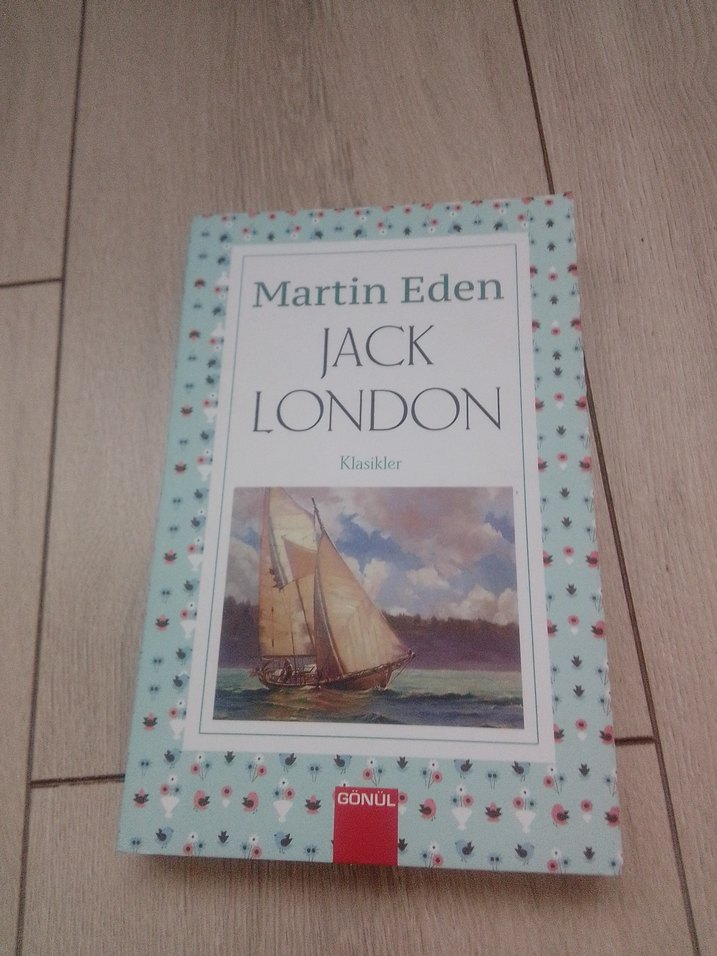 Martin Eden
JACK
LONDON
Klasikler
GÖNÜL